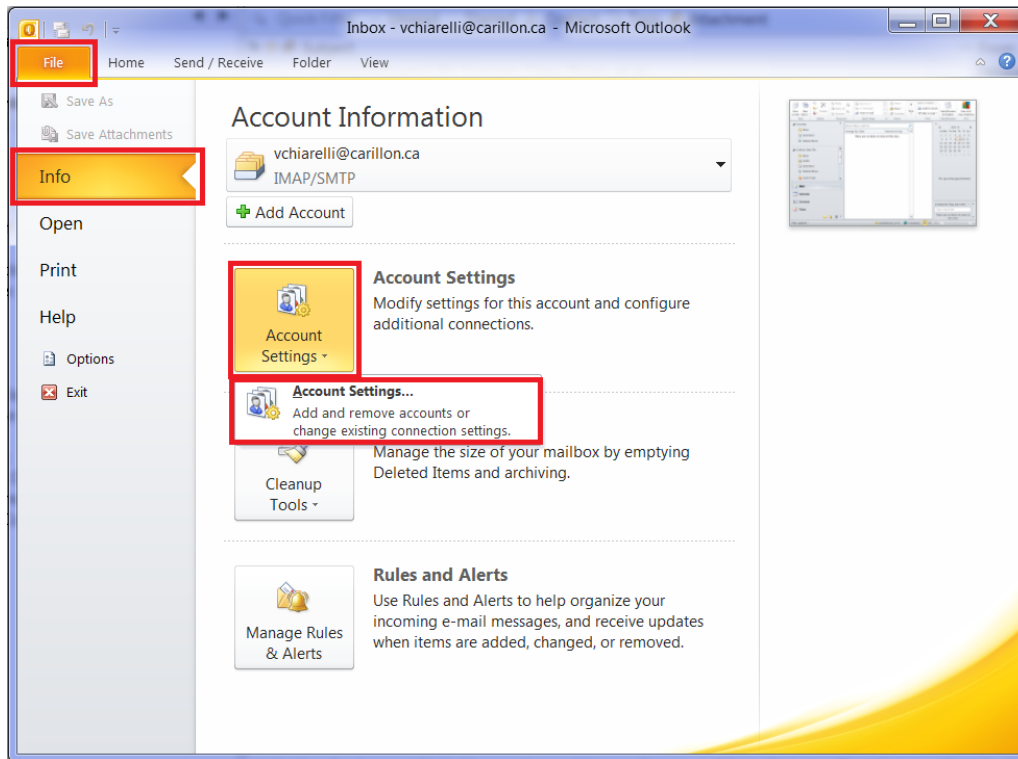 Inbox - vchiarelli@carillon.ca - Microsoft Outlook
File Home Send / Receive Folder View
Save As
Save Attachments
Info
Open
Print
Help
Options
Exit
Account Information
vchiarelli@carillon.ca
IMAP/SMTP
Add Account
Account
Settings
Account Settings
Modify settings for this account and configure
additional connections.
Account Settings...
Add and remove accounts or
change existing connection settings.
Cleanup
Tools
Manage the size of your mailbox by emptying
Deleted Items and archiving.
Manage Rules
& Alerts
Rules and Alerts
Use Rules and Alerts to help organize your
incoming e-mail messages, and receive updates
when items are added, changed, or removed.